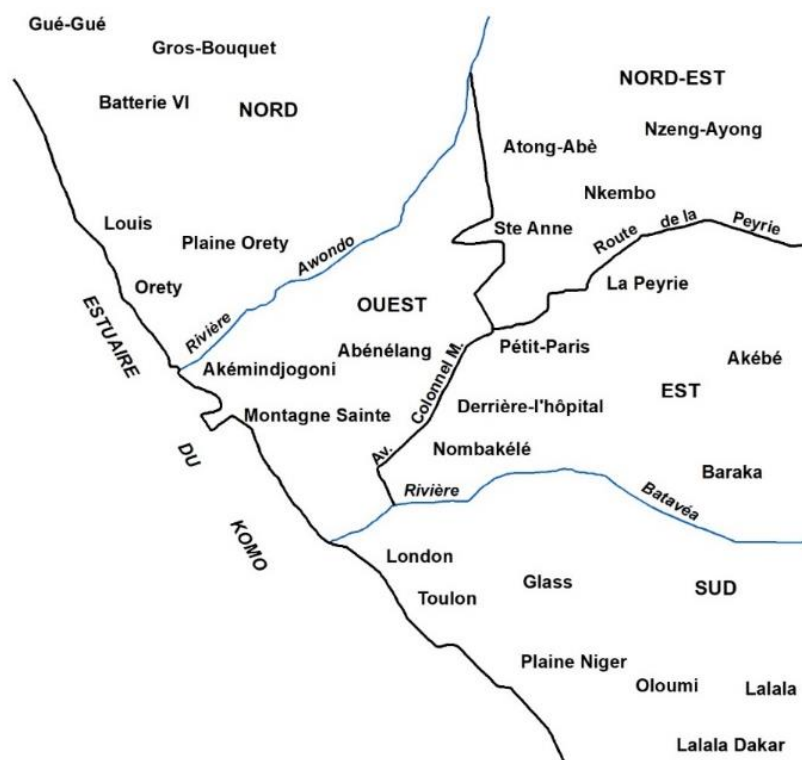 Gué-Gué
Gros-Bouquet
Batterie VI
NORD
NORD-EST
Nzeng-Ayong
Atong-Abè
Nkembo
Louis
Plaine Orety
Ste Anne
Route de la Peyrie
Orety
Rivière Awondo
La Peyrie
OUEST
ESTUAIRE DU KOMO
Akémindjogoni
Abénélang
Pétit-Paris
Akébé
EST
Av. Colonnel M.
Montagne Sainte
Derrière-l'hôpital
Nombakélé
Baraka
Rivière Batavéa
London
Glass
SUD
Toulon
Plaine Niger
Oloumi
Lalala
Lalala Dakar